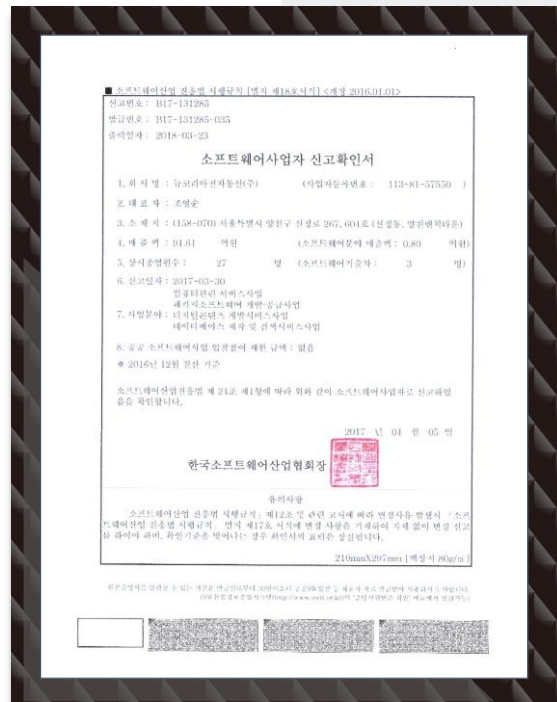 ■ 소프트웨어산업 진흥법 시행규칙 [별지 제18호서식] <개정 2016.01.01>
신고번호 : B17-131285
발급번호 : B17-131285-035
출력일자 : 2018-03-23
소프트웨어사업자 신고확인서
1. 회 사 명 : 뉴코리아전자통신(주) (사업자등록번호 : 113-81-57550 )
2. 대 표 자 : 조영순
3. 소 재 지 : (158-070) 서울특별시 양천구 신정로 267, 604호 (신정동, 양천벤처타운)
4. 매 출 액 : 91.61 억원 (소프트웨어분야 매출액 : 0.80 억원)
5. 상시종업원수 : 27 명 (소프트웨어기술자 : 3 명)
6. 신고일자 : 2017-03-30
컴퓨터관련 서비스사업
패키지소프트웨어 개발·공급사업
7. 사업분야 : 디지털콘텐츠 개발서비스사업
데이터베이스 제작 및 검색서비스사업
8. 공공 소프트웨어사업 입찰참여 제한 금액 : 없음
※ 2016년 12월 결산 기준
소프트웨어산업진흥법 제 24조 제1항에 따라 위와 같이 소프트웨어사업자로 신고하였
음을 확인합니다.
2017 년 04 월 05 일
한국소프트웨어산업협회장
유의사항
「소프트웨어산업 진흥법 시행규칙」 제12조 및 관련 고시에 따라 변경사유 발생시 「소프
트웨어산업 진흥법 시행규칙」 별지 제17호 서식에 변경 사항을 기재하여 지체 없이 변경 신고
를 하여야 하며, 확인기준을 벗어나는 경우 확인서의 효력은 상실됩니다.
210mm×297mm [백상지 80g/㎡]